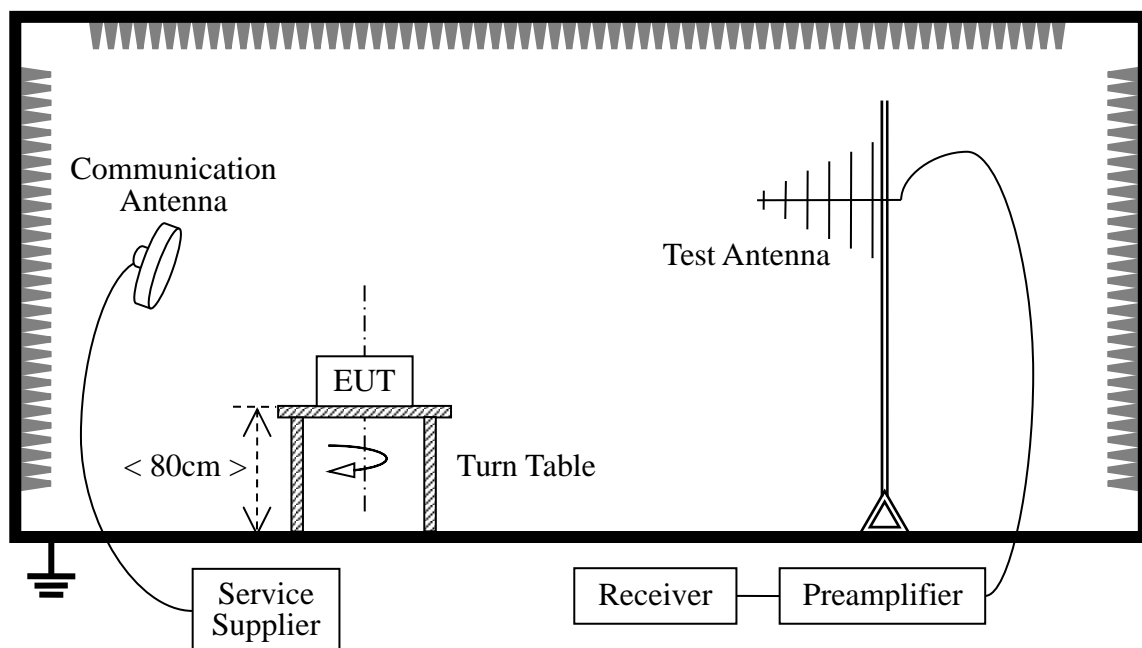 Communication
Antenna
Test Antenna
EUT
< 80cm >
Turn Table
Service
Supplier
Receiver
Preamplifier